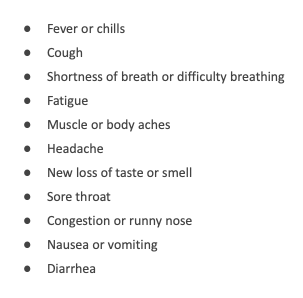 ● Fever or chills
● Cough
● Shortness of breath or difficulty breathing
● Fatigue
● Muscle or body aches
● Headache
● New loss of taste or smell
● Sore throat
● Congestion or runny nose
● Nausea or vomiting
● Diarrhea